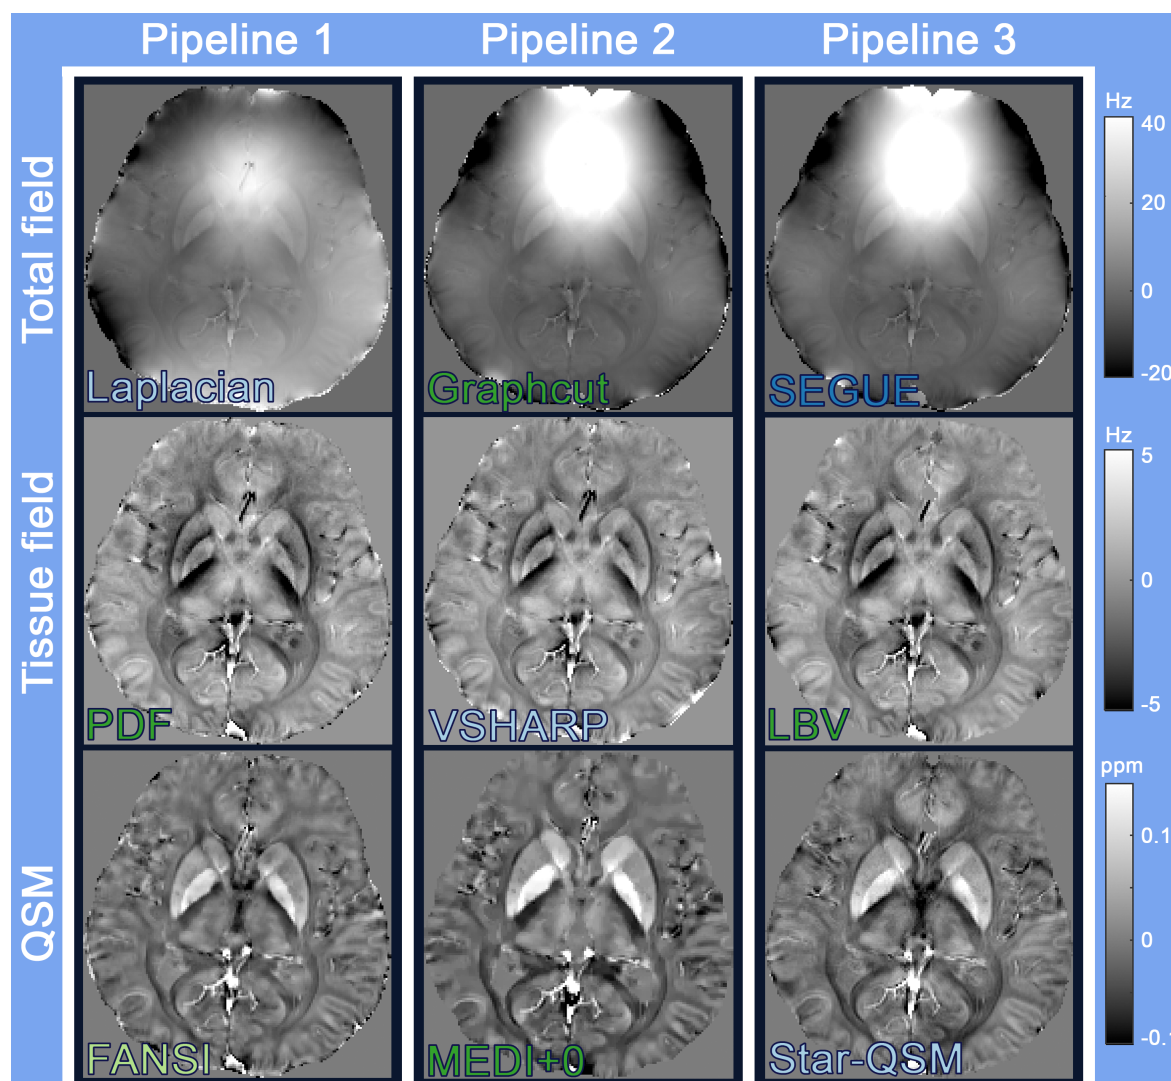 Pipeline 1 Pipeline 2 Pipeline 3
Total field
Hz
40
20
0
-20
Laplacian Graphcut SEGUE
Tissue field
Hz
5
0
-5
PDF VSHARP LBV
QSM
ppm
0.1
0
-0.1
FANSI MEDI+0 Star-QSM